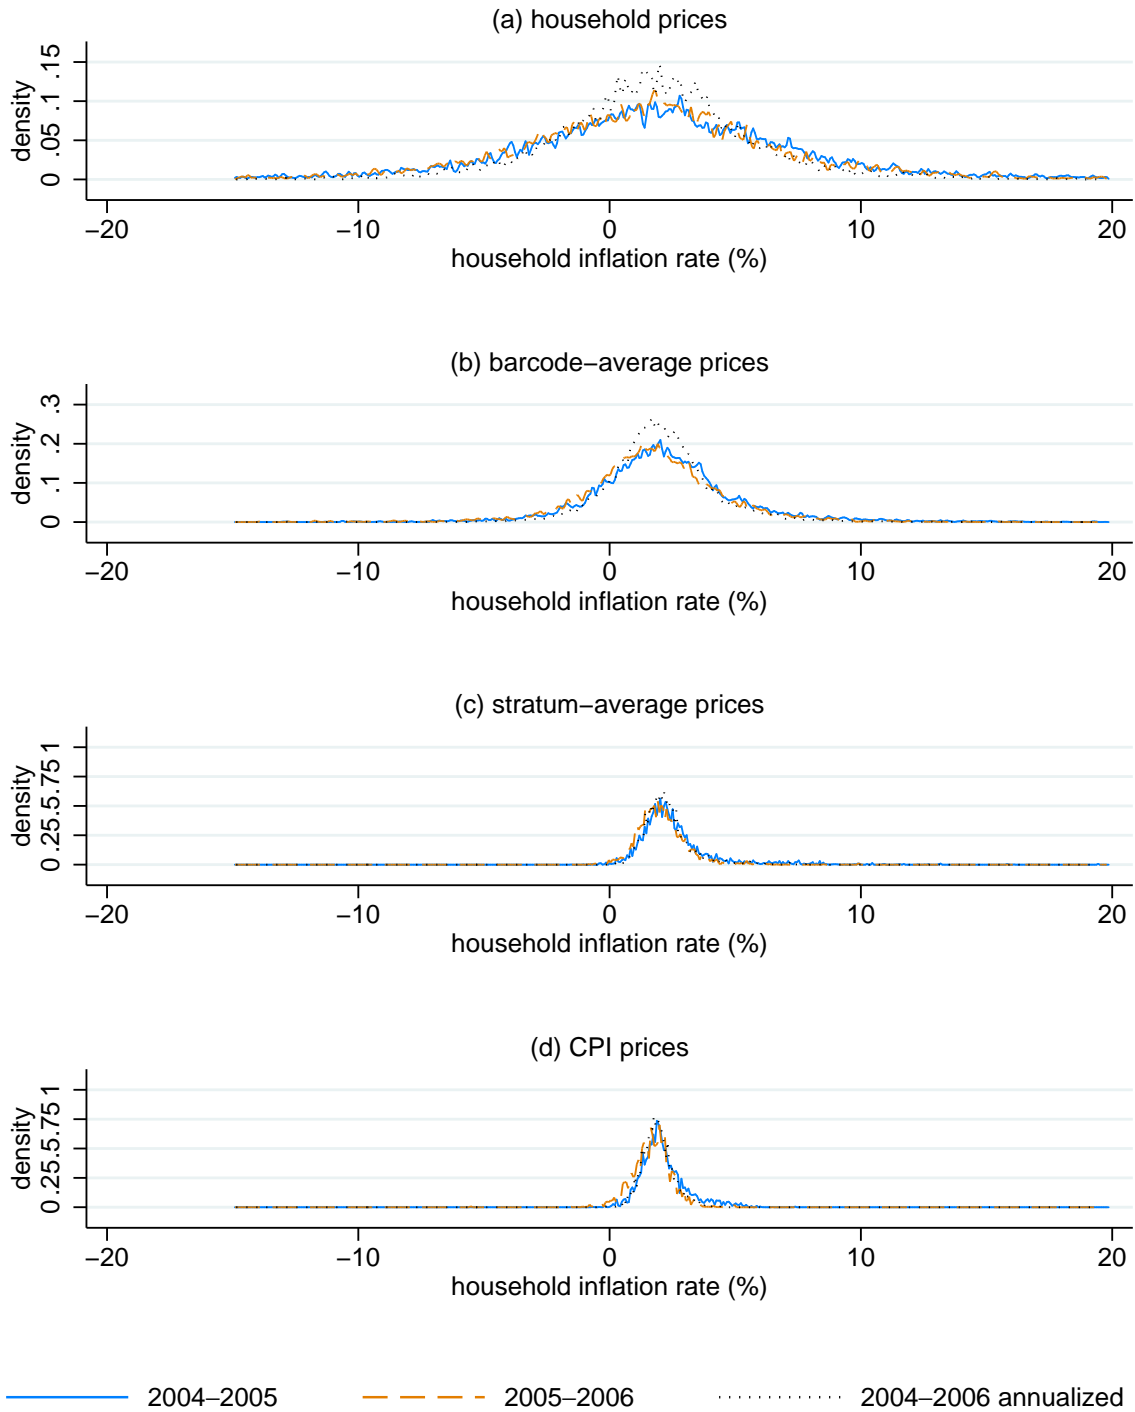 (a) household prices
density
0 .05 .1 .15
−20 −10 0 10 20
household inflation rate (%)
(b) barcode−average prices
density
0 .1 .2 .3
−20 −10 0 10 20
household inflation rate (%)
(c) stratum−average prices
density
0 .25 .5 .75 1
−20 −10 0 10 20
household inflation rate (%)
(d) CPI prices
density
0 .25 .5 .75 1
−20 −10 0 10 20
household inflation rate (%)
2004−2005 2005−2006 2004−2006 annualized